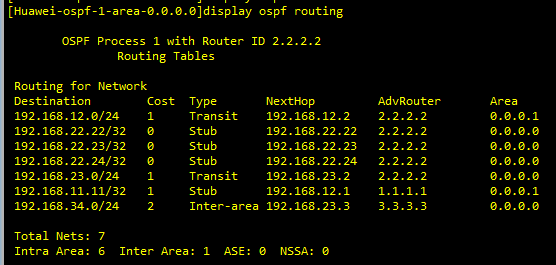 [Huawei-ospf-1-area-0.0.0.0]display ospf routing
OSPF Process 1 with Router ID 2.2.2.2
Routing Tables
Routing for Network
Destination Cost Type NextHop AdvRouter Area
192.168.12.0/24 1 Transit 192.168.12.2 2.2.2.2 0.0.0.1
192.168.22.22/32 0 Stub 192.168.22.22 2.2.2.2 0.0.0.0
192.168.22.23/32 0 Stub 192.168.22.23 2.2.2.2 0.0.0.0
192.168.22.24/32 0 Stub 192.168.22.24 2.2.2.2 0.0.0.0
192.168.23.0/24 1 Transit 192.168.23.2 2.2.2.2 0.0.0.0
192.168.11.11/32 1 Stub 192.168.12.1 1.1.1.1 0.0.0.1
192.168.34.0/24 2 Inter-area 192.168.23.3 3.3.3.3 0.0.0.0
Total Nets: 7
Intra Area: 6 Inter Area: 1 ASE: 0 NSSA: 0